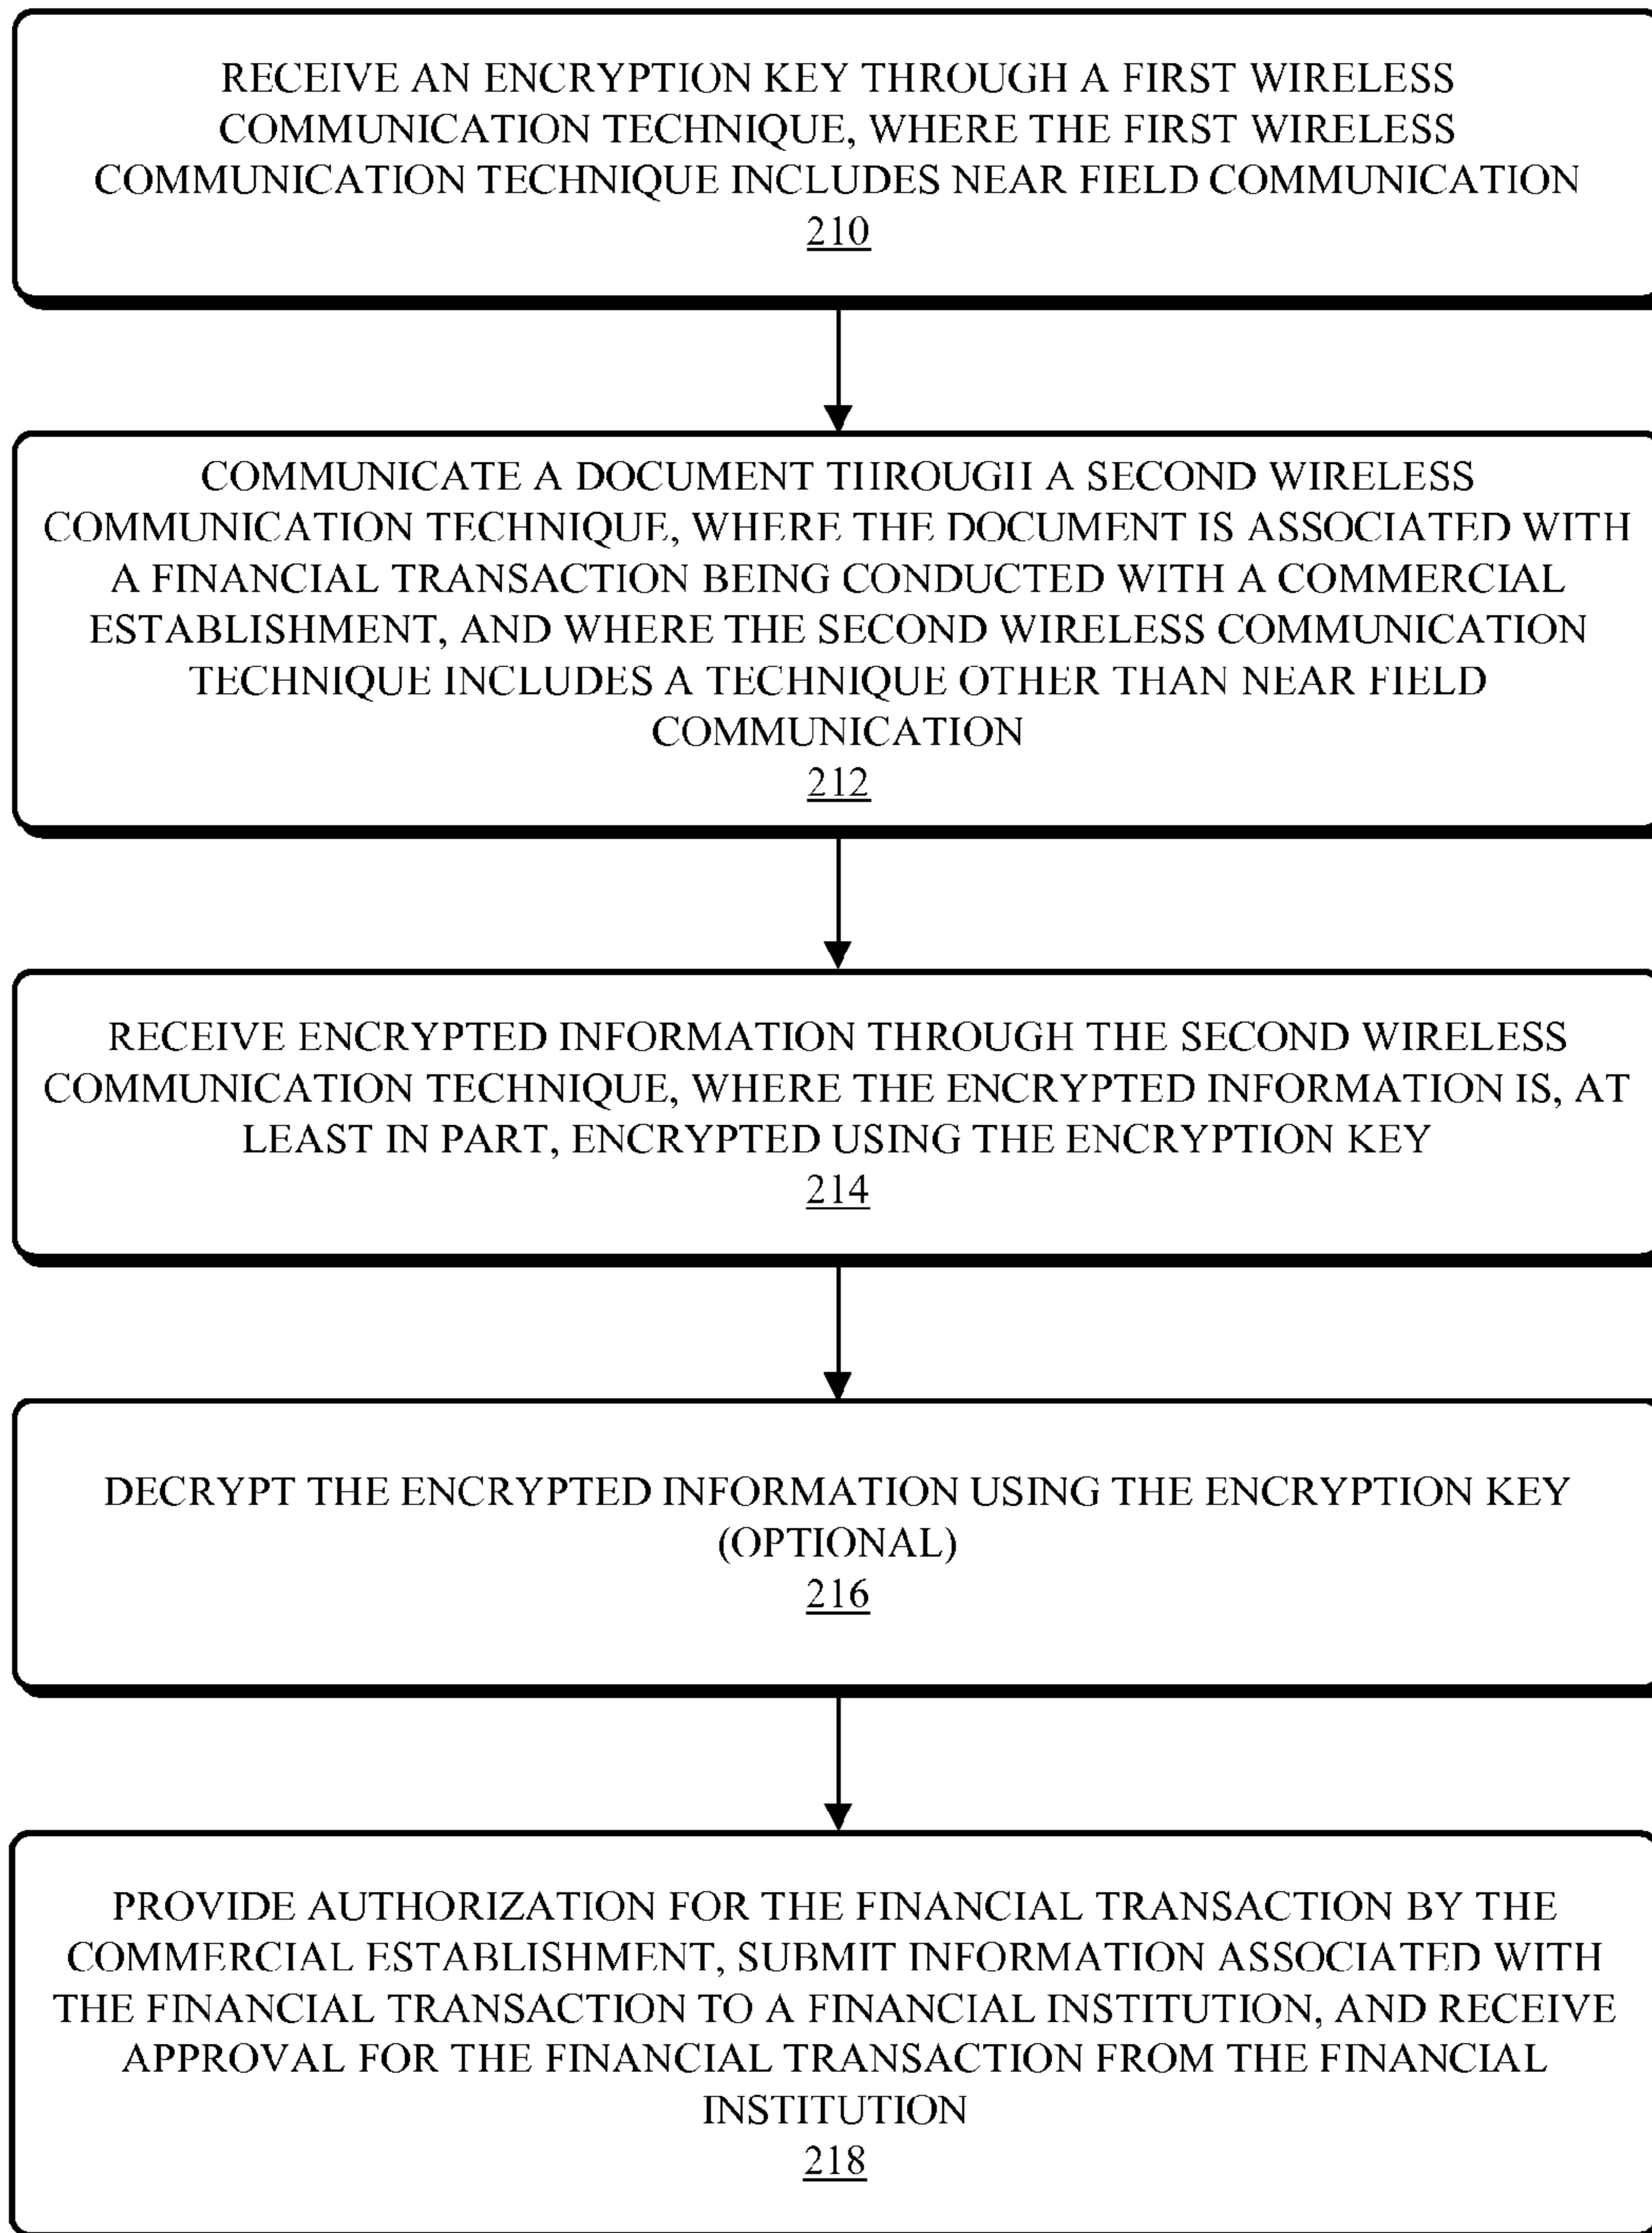 RECEIVE AN ENCRYPTION KEY THROUGH A FIRST WIRELESS
COMMUNICATION TECHNIQUE, WHERE THE FIRST WIRELESS
COMMUNICATION TECHNIQUE INCLUDES NEAR FIELD COMMUNICATION
210
COMMUNICATE A DOCUMENT THROUGH A SECOND WIRELESS
COMMUNICATION TECHNIQUE, WHERE THE DOCUMENT IS ASSOCIATED WITH
A FINANCIAL TRANSACTION BEING CONDUCTED WITH A COMMERCIAL
ESTABLISHMENT, AND WHERE THE SECOND WIRELESS COMMUNICATION
TECHNIQUE INCLUDES A TECHNIQUE OTHER THAN NEAR FIELD
COMMUNICATION
212
RECEIVE ENCRYPTED INFORMATION THROUGH THE SECOND WIRELESS
COMMUNICATION TECHNIQUE, WHERE THE ENCRYPTED INFORMATION IS, AT
LEAST IN PART, ENCRYPTED USING THE ENCRYPTION KEY
214
DECRYPT THE ENCRYPTED INFORMATION USING THE ENCRYPTION KEY
(OPTIONAL)
216
PROVIDE AUTHORIZATION FOR THE FINANCIAL TRANSACTION BY THE
COMMERCIAL ESTABLISHMENT, SUBMIT INFORMATION ASSOCIATED WITH
THE FINANCIAL TRANSACTION TO A FINANCIAL INSTITUTION, AND RECEIVE
APPROVAL FOR THE FINANCIAL TRANSACTION FROM THE FINANCIAL
INSTITUTION
218